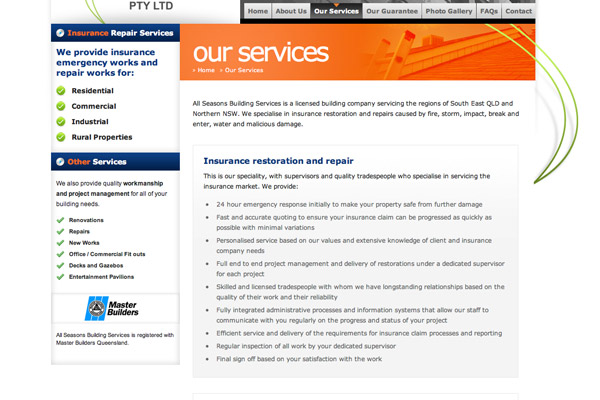 PTY LTD
Home About Us Our Services Our Guarantee Photo Gallery FAQs Contact
Insurance Repair Services
We provide insurance
emergency works and
repair works for:
Residential
Commercial
Industrial
Rural Properties
Other Services
We also provide quality workmanship
and project management for all of your
building needs.
Renovations
Repairs
New Works
Office / Commercial Fit outs
Decks and Gazebos
Entertainment Pavilions
Master
Builders
All Seasons Building Services is registered with
Master Builders Queensland.
our services
» Home » Our Services
All Seasons Building Services is a licensed building company servicing the regions of South East QLD and
Northern NSW. We specialise in insurance restoration and repairs caused by fire, storm, impact, break and
enter, water and malicious damage.
Insurance restoration and repair
This is our speciality, with supervisors and quality tradespeople who specialise in servicing the
insurance market. We provide:
24 hour emergency response initially to make your property safe from further damage
Fast and accurate quoting to ensure your insurance claim can be progressed as quickly as
possible with minimal variations
Personalised service based on our values and extensive knowledge of client and insurance
company needs
Full end to end project management and delivery of restorations under a dedicated supervisor
for each project
Skilled and licensed tradespeople with whom we have longstanding relationships based on the
quality of their work and their reliability
Fully integrated administrative processes and information systems that allow our staff to
communicate with you regularly on the progress and status of your project
Efficient service and delivery of the requirements for insurance claim processes and reporting
Regular inspection of all work by your dedicated supervisor
Final sign off based on your satisfaction with the work